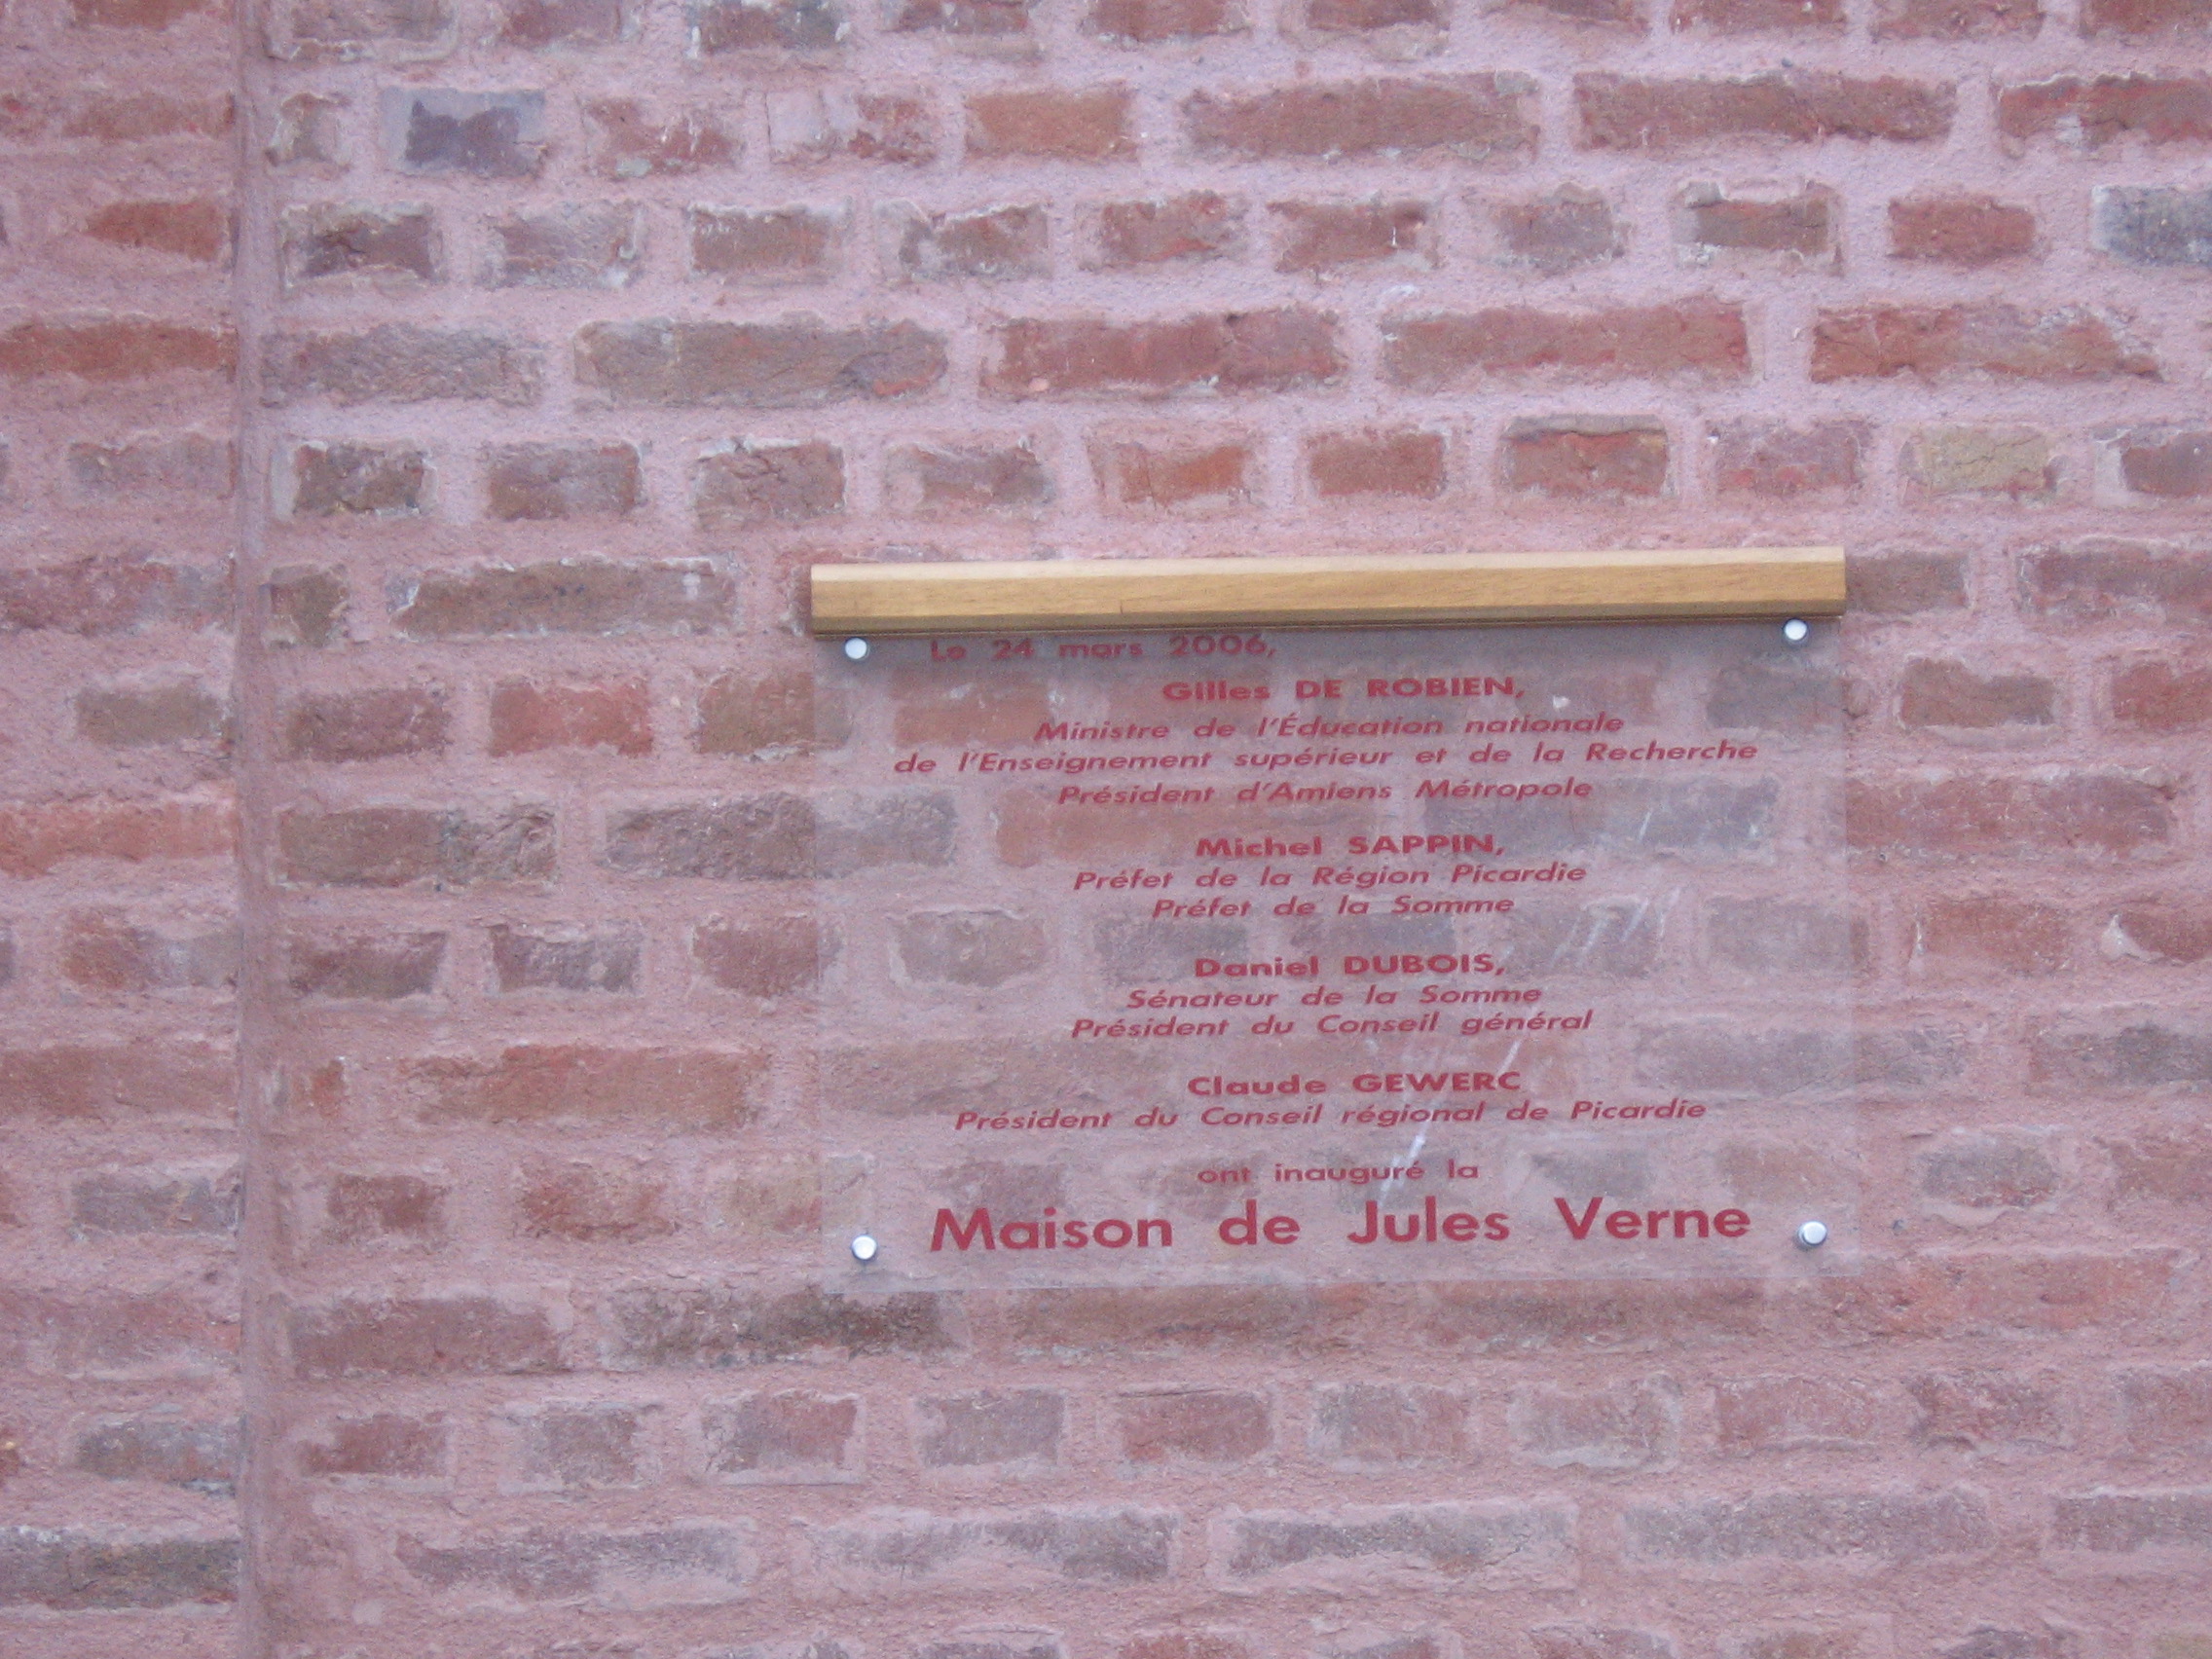 Le 24 mars 2006,
Gilles DE ROBIEN,
Ministre de l'Éducation nationale
de l'Enseignement supérieur et de la Recherche
Président d'Amiens Métropole
Michel SAPPIN,
Préfet de la Région Picardie
Préfet de la Somme
Daniel DUBOIS,
Sénateur de la Somme
Président du Conseil général
Claude GEWERC
Président du Conseil régional de Picardie
ont inauguré la
Maison de Jules Verne